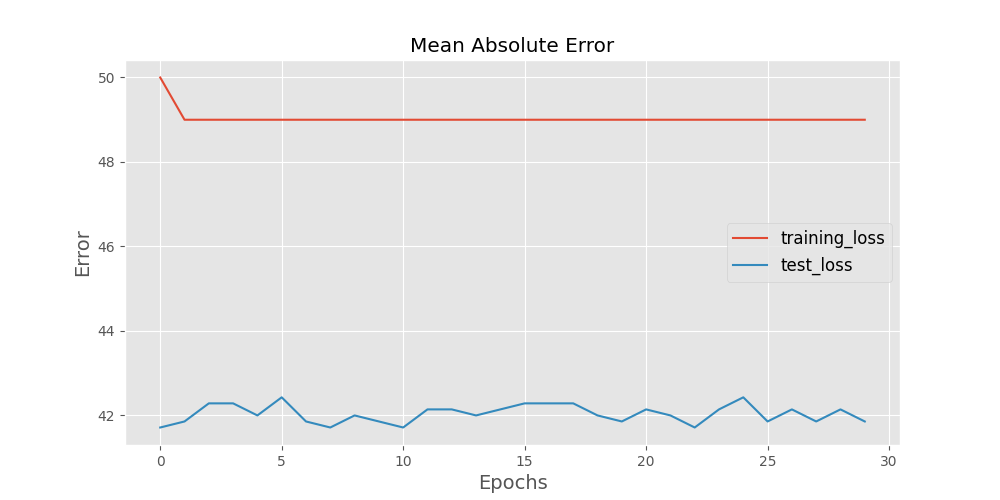 Mean Absolute Error
50
48
46
44
42
Error
training_loss
test_loss
0 5 10 15 20 25 30
Epochs